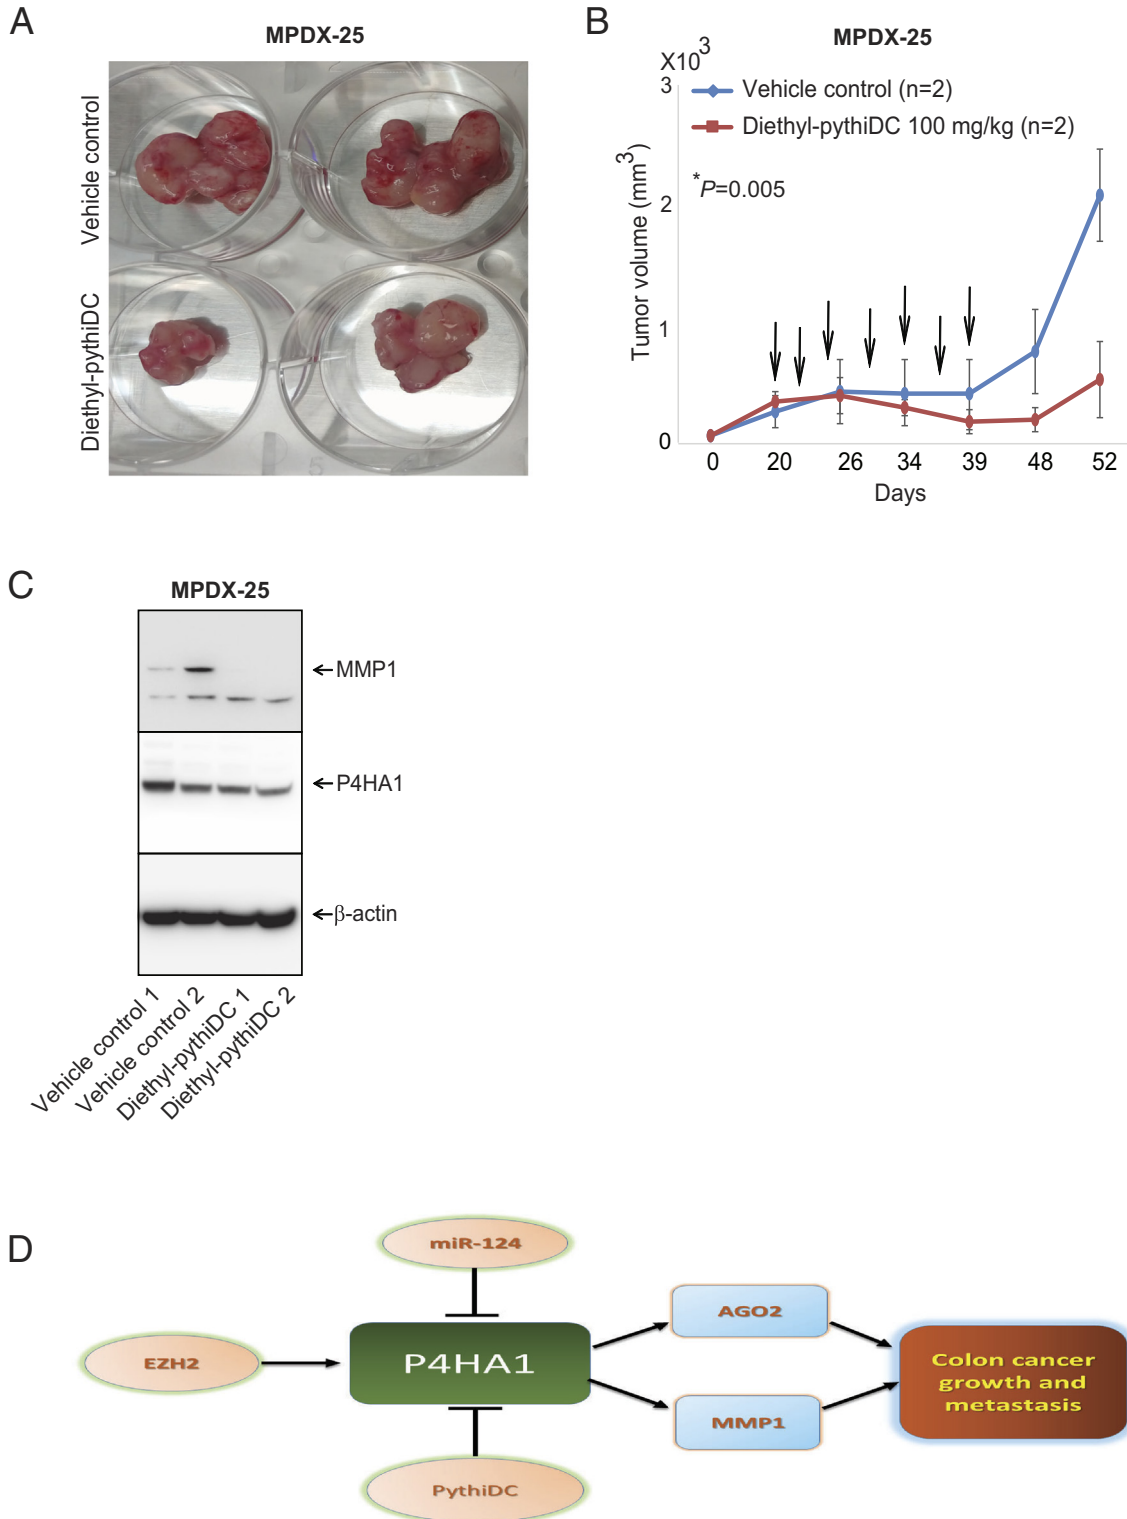 A
MPDX-25
Vehicle control
Diethyl-pythiDC
B
MPDX-25
X10³
Vehicle control (n=2)
Diethyl-pythiDC 100 mg/kg (n=2)
*P=0.005
Tumor volume (mm³)
3
2
1
0
0 20 26 34 39 48 52
Days
C
MPDX-25
MMP1
P4HA1
β-actin
Vehicle control 1
Vehicle control 2
Diethyl-pythiDC 1
Diethyl-pythiDC 2
D
miR-124
EZH2
P4HA1
AGO2
MMP1
PythiDC
Colon cancer
growth and
metastasis